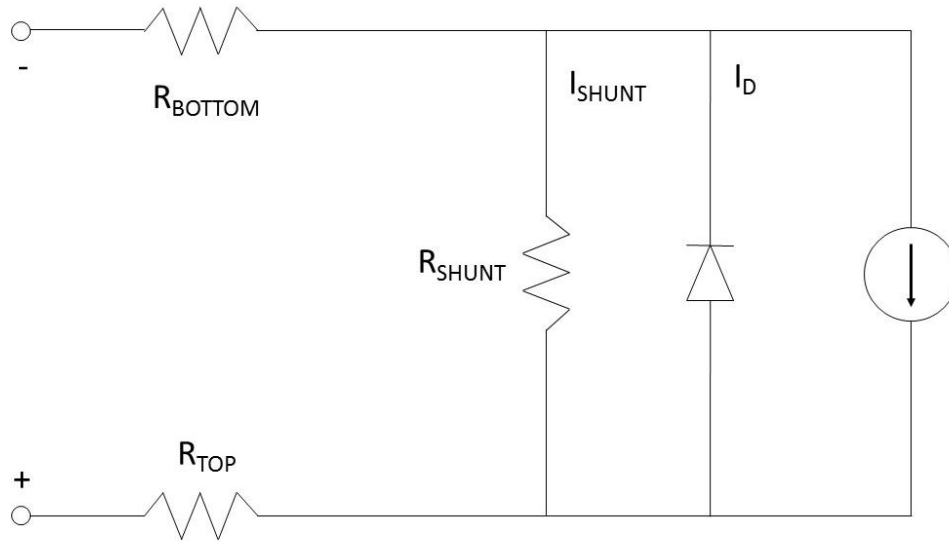 -
R_BOTTOM
I_SHUNT
I_D
R_SHUNT
R_TOP
+